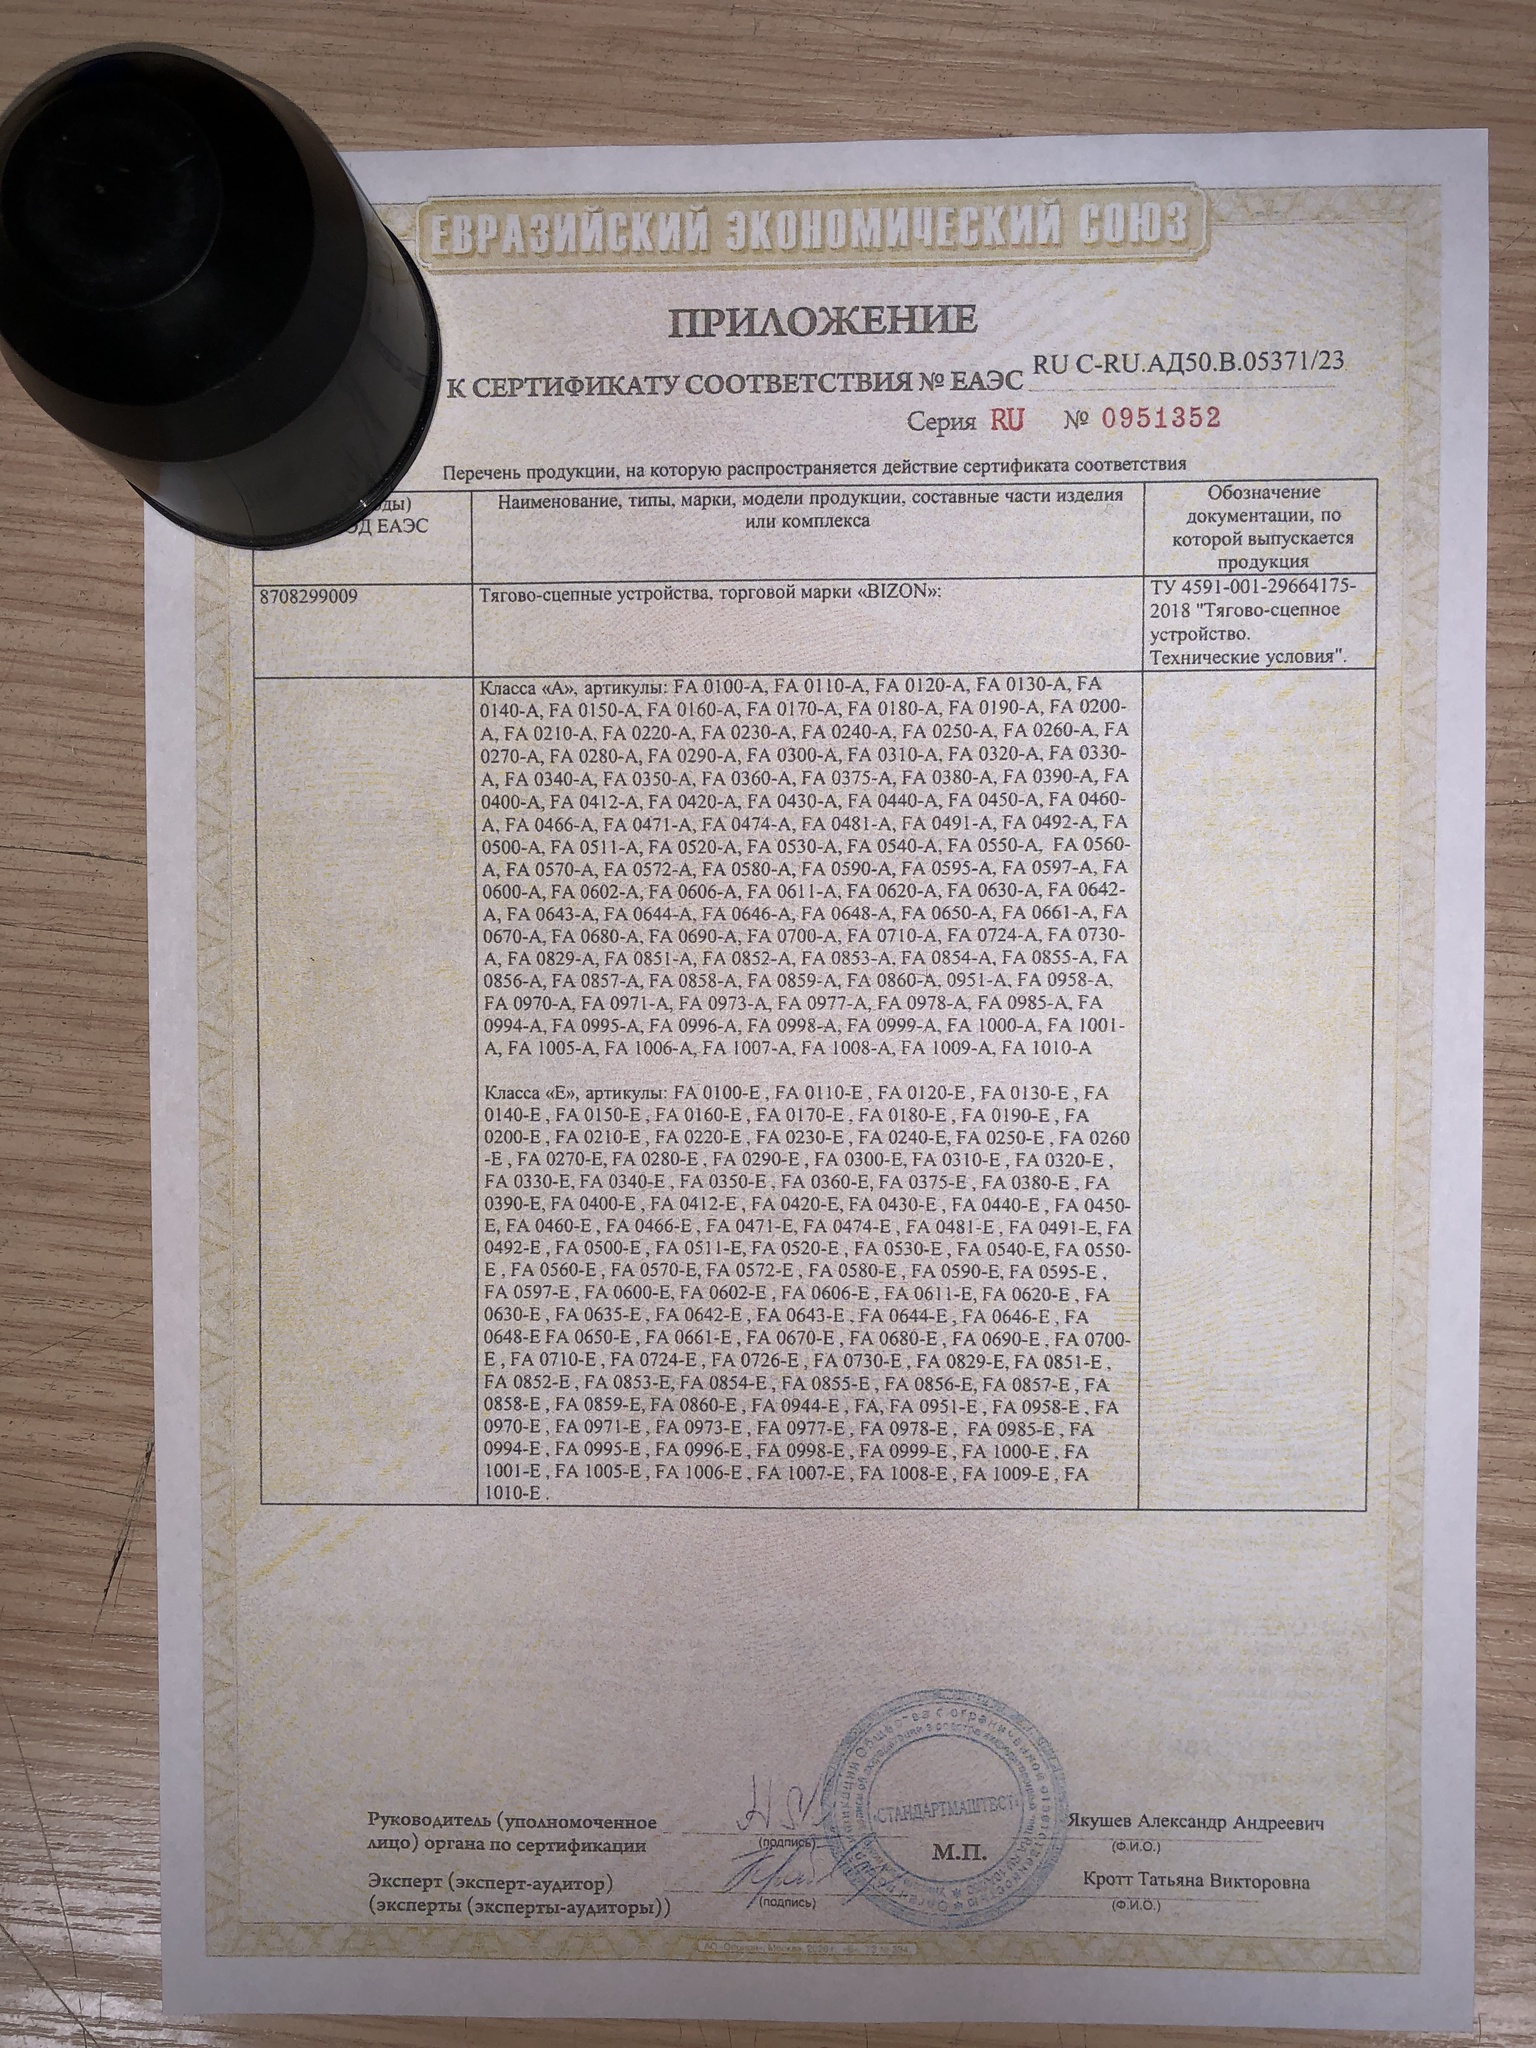 ЕВРАЗИЙСКИЙ ЭКОНОМИЧЕСКИЙ СОЮЗ
ПРИЛОЖЕНИЕ
К СЕРТИФИКАТУ СООТВЕТСТВИЯ № ЕАЭС RU C-RU.АД50.В.05371/23
Серия RU № 0951352
Перечень продукции, на которую распространяется действие сертификата соответствия
ЕАЭС
Наименование, типы, марки, модели продукции, составные части изделия
или комплекса
Обозначение
документации, по
которой выпускается
продукция
8708299009
Тягово-сцепные устройства, торговой марки «BIZON»:
ТУ 4591-001-29664175-
2018 "Тягово-сцепное
устройство.
Технические условия".
Класса «А», артикулы: FA 0100-A, FA 0110-A, FA 0120-A, FA 0130-A, FA
0140-A, FA 0150-A, FA 0160-A, FA 0170-A, FA 0180-A, FA 0190-A, FA 0200-
A, FA 0210-A, FA 0220-A, FA 0230-A, FA 0240-A, FA 0250-A, FA 0260-A, FA
0270-A, FA 0280-A, FA 0290-A, FA 0300-A, FA 0310-A, FA 0320-A, FA 0330-
A, FA 0340-A, FA 0350-A, FA 0360-A, FA 0375-A, FA 0380-A, FA 0390-A, FA
0400-A, FA 0412-A, FA 0420-A, FA 0430-A, FA 0440-A, FA 0450-A, FA 0460-
A, FA 0466-A, FA 0471-A, FA 0474-A, FA 0481-A, FA 0491-A, FA 0492-A, FA
0500-A, FA 0511-A, FA 0520-A, FA 0530-A, FA 0540-A, FA 0550-A, FA 0560-
A, FA 0570-A, FA 0572-A, FA 0580-A, FA 0590-A, FA 0595-A, FA 0597-A, FA
0600-A, FA 0602-A, FA 0606-A, FA 0611-A, FA 0620-A, FA 0630-A, FA 0642-
A, FA 0643-A, FA 0644-A, FA 0646-A, FA 0648-A, FA 0650-A, FA 0661-A, FA
0670-A, FA 0680-A, FA 0690-A, FA 0700-A, FA 0710-A, FA 0724-A, FA 0730-
A, FA 0829-A, FA 0851-A, FA 0852-A, FA 0853-A, FA 0854-A, FA 0855-A, FA
0856-A, FA 0857-A, FA 0858-A, FA 0859-A, FA 0860-A, 0951-A, FA 0958-A,
FA 0970-A, FA 0971-A, FA 0973-A, FA 0977-A, FA 0978-A, FA 0985-A, FA
0994-A, FA 0995-A, FA 0996-A, FA 0998-A, FA 0999-A, FA 1000-A, FA 1001-
A, FA 1005-A, FA 1006-A, FA 1007-A, FA 1008-A, FA 1009-A, FA 1010-A
Класса «Е», артикулы: FA 0100-E , FA 0110-E , FA 0120-E , FA 0130-E , FA
0140-E , FA 0150-E , FA 0160-E , FA 0170-E , FA 0180-E , FA 0190-E , FA
0200-E , FA 0210-E , FA 0220-E , FA 0230-E , FA 0240-E, FA 0250-E , FA 0260
-E , FA 0270-E, FA 0280-E , FA 0290-E , FA 0300-E, FA 0310-E , FA 0320-E ,
FA 0330-E, FA 0340-E , FA 0350-E , FA 0360-E, FA 0375-E , FA 0380-E , FA
0390-E, FA 0400-E , FA 0412-E , FA 0420-E, FA 0430-E , FA 0440-E , FA 0450-
E, FA 0460-E , FA 0466-E , FA 0471-E, FA 0474-E , FA 0481-E , FA 0491-E, FA
0492-E , FA 0500-E , FA 0511-E, FA 0520-E , FA 0530-E , FA 0540-E, FA 0550-
E , FA 0560-E , FA 0570-E, FA 0572-E , FA 0580-E , FA 0590-E, FA 0595-E ,
FA 0597-E , FA 0600-E , FA 0602-E , FA 0606-E , FA 0611-E, FA 0620-E , FA
0630-E , FA 0635-E , FA 0642-E , FA 0643-E , FA 0644-E , FA 0646-E , FA
0648-E FA 0650-E , FA 0661-E , FA 0670-E , FA 0680-E , FA 0690-E , FA 0700-
E , FA 0710-E , FA 0724-E , FA 0726-E , FA 0730-E , FA 0829-E, FA 0851-E ,
FA 0852-E , FA 0853-E, FA 0854-E , FA 0855-E , FA 0856-E, FA 0857-E , FA
0858-E , FA 0859-E, FA 0860-E , FA 0944-E , FA, FA 0951-E , FA 0958-E , FA
0970-E , FA 0971-E , FA 0973-E , FA 0977-E , FA 0978-E , FA 0985-E , FA
0994-E , FA 0995-E , FA 0996-E , FA 0998-E , FA 0999-E , FA 1000-E , FA
1001-E , FA 1005-E , FA 1006-E , FA 1007-E , FA 1008-E , FA 1009-E , FA
1010-E .
Руководитель (уполномоченное
лицо) органа по сертификации
(подпись)
Якушев Александр Андреевич
(Ф.И.О.)
СТАНДАРТМАШТЕСТ
М.П.
Эксперт (эксперт-аудитор)
(эксперты (эксперты-аудиторы))
(подпись)
Кротт Татьяна Викторовна
(Ф.И.О.)